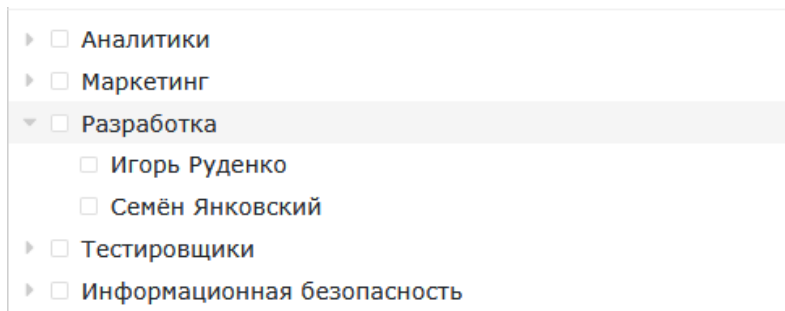 Аналитики
Маркетинг
Разработка
Игорь Руденко
Семён Янковский
Тестировщики
Информационная безопасность